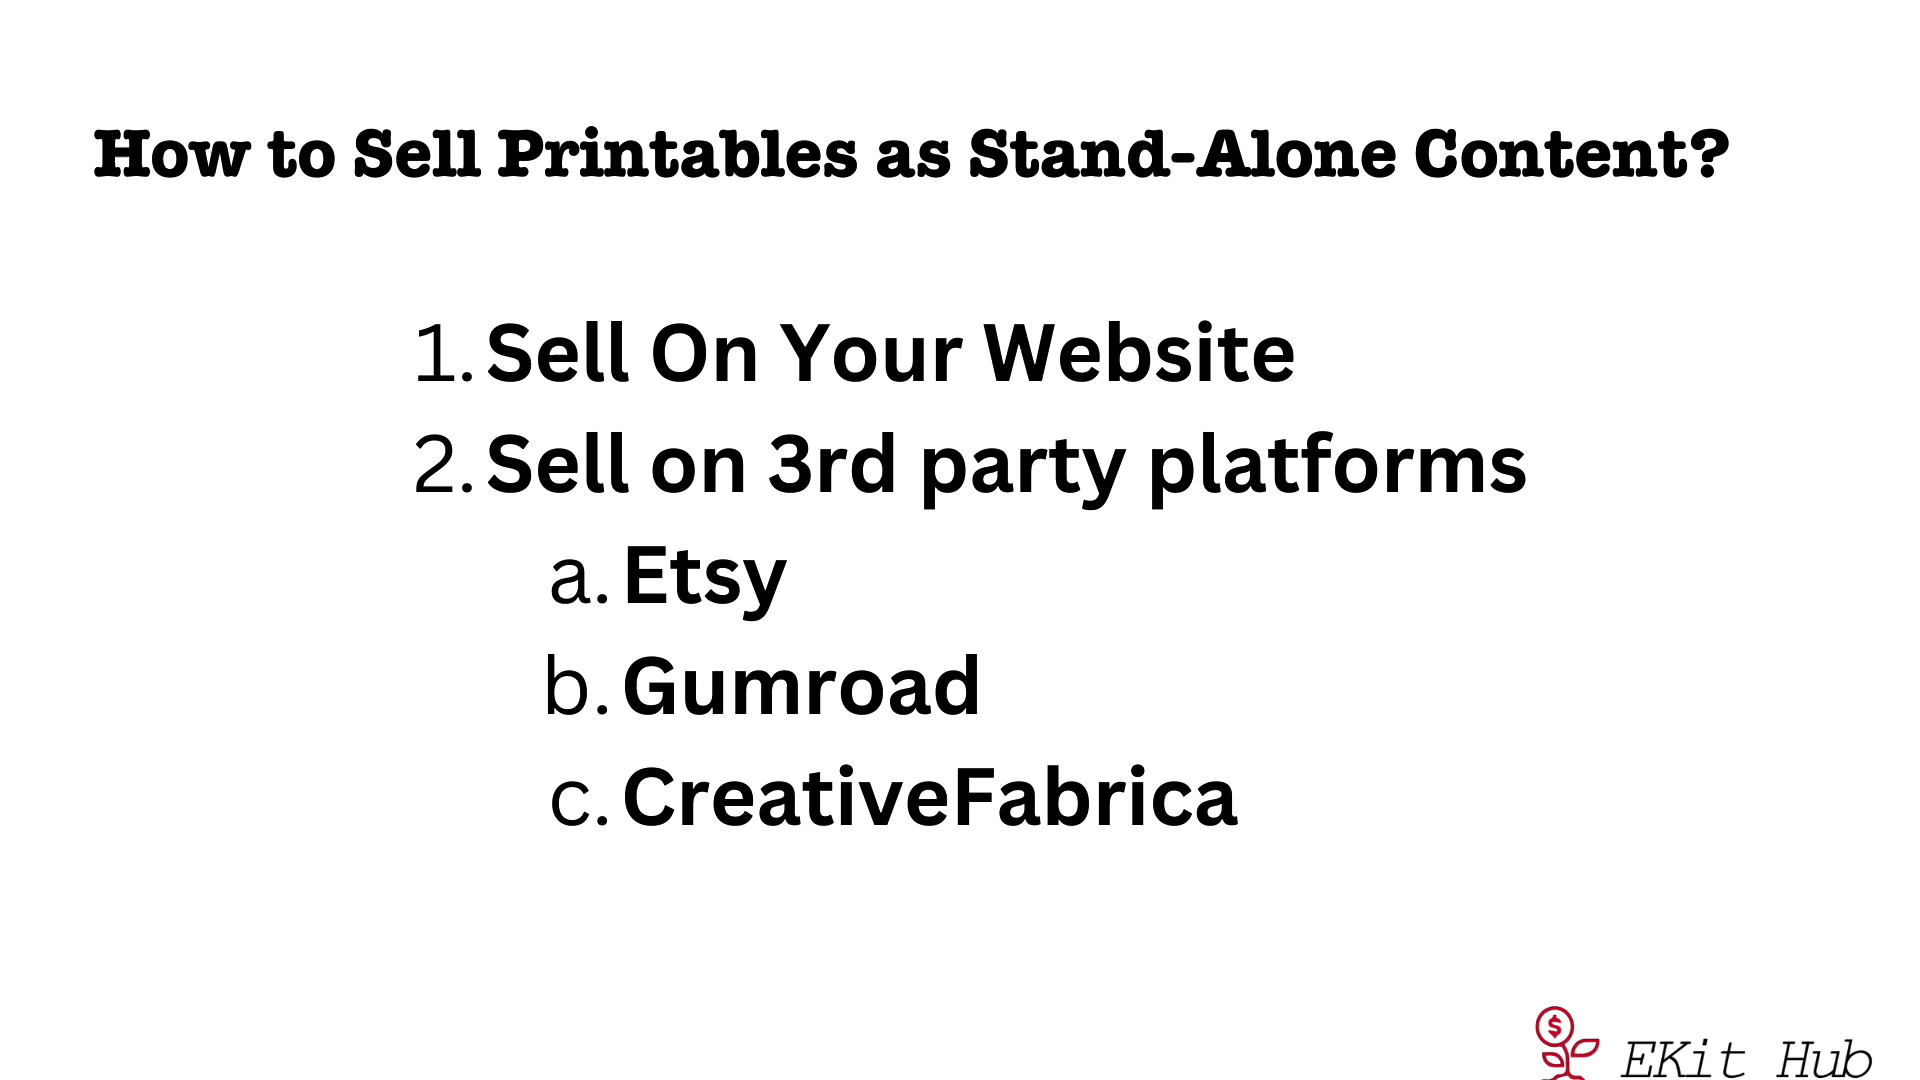 How to Sell Printables as Stand-Alone Content?
1. Sell On Your Website
2. Sell on 3rd party platforms
a. Etsy
b. Gumroad
c. CreativeFabrica
$
EKit Hub